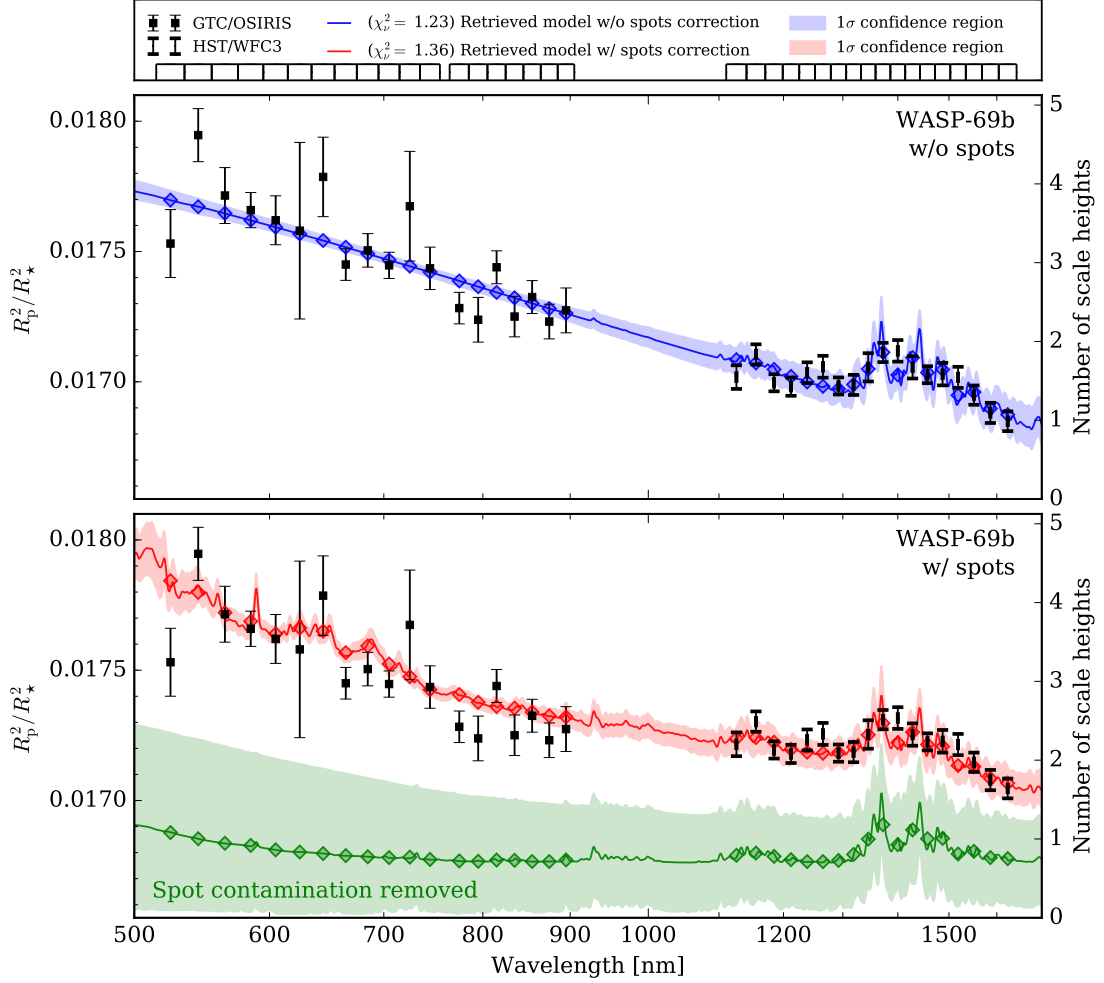 GTC/OSIRIS (χ²ᵥ = 1.23) Retrieved model w/o spots correction 1σ confidence region
HST/WFC3 (χ²ᵥ = 1.36) Retrieved model w/ spots correction 1σ confidence region
WASP-69b
w/o spots
0.0180
0.0175
0.0170
R²ₚ/R²⋆
5
4
3
2
1
0
Number of scale heights
WASP-69b
w/ spots
0.0180
0.0175
0.0170
R²ₚ/R²⋆
5
4
3
2
1
0
Number of scale heights
Spot contamination removed
500 600 700 800 900 1000 1200 1500
Wavelength [nm]